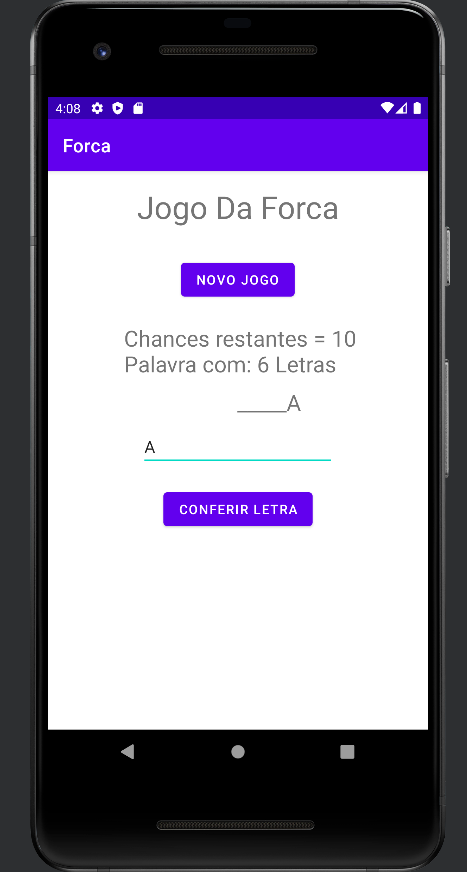 4:08
Forca
Jogo Da Forca
NOVO JOGO
Chances restantes = 10
Palavra com: 6 Letras
_____A
A
CONFERIR LETRA